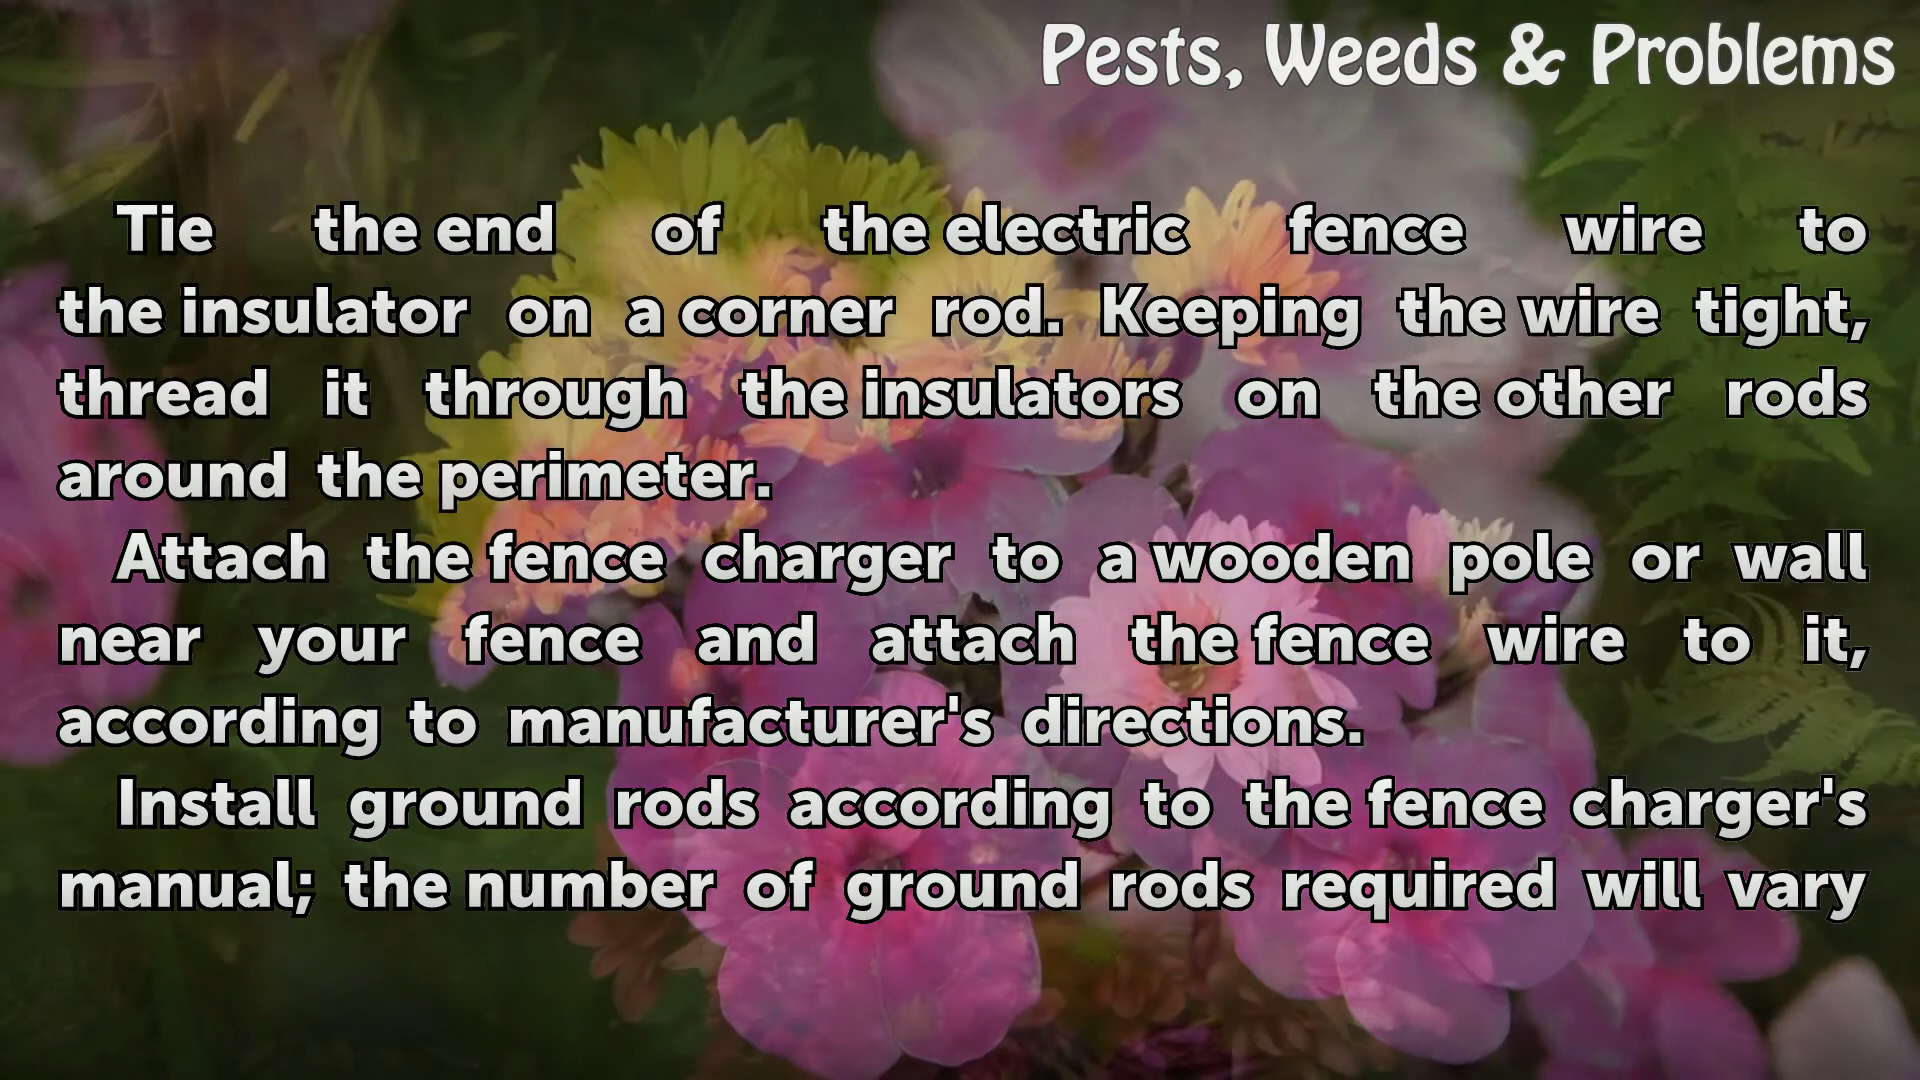 Pests, Weeds & Problems
Tie the end of the electric fence wire to
the insulator on a corner rod. Keeping the wire tight,
thread it through the insulators on the other rods
around the perimeter.
Attach the fence charger to a wooden pole or wall
near your fence and attach the fence wire to it,
according to manufacturer's directions.
Install ground rods according to the fence charger's
manual; the number of ground rods required will vary